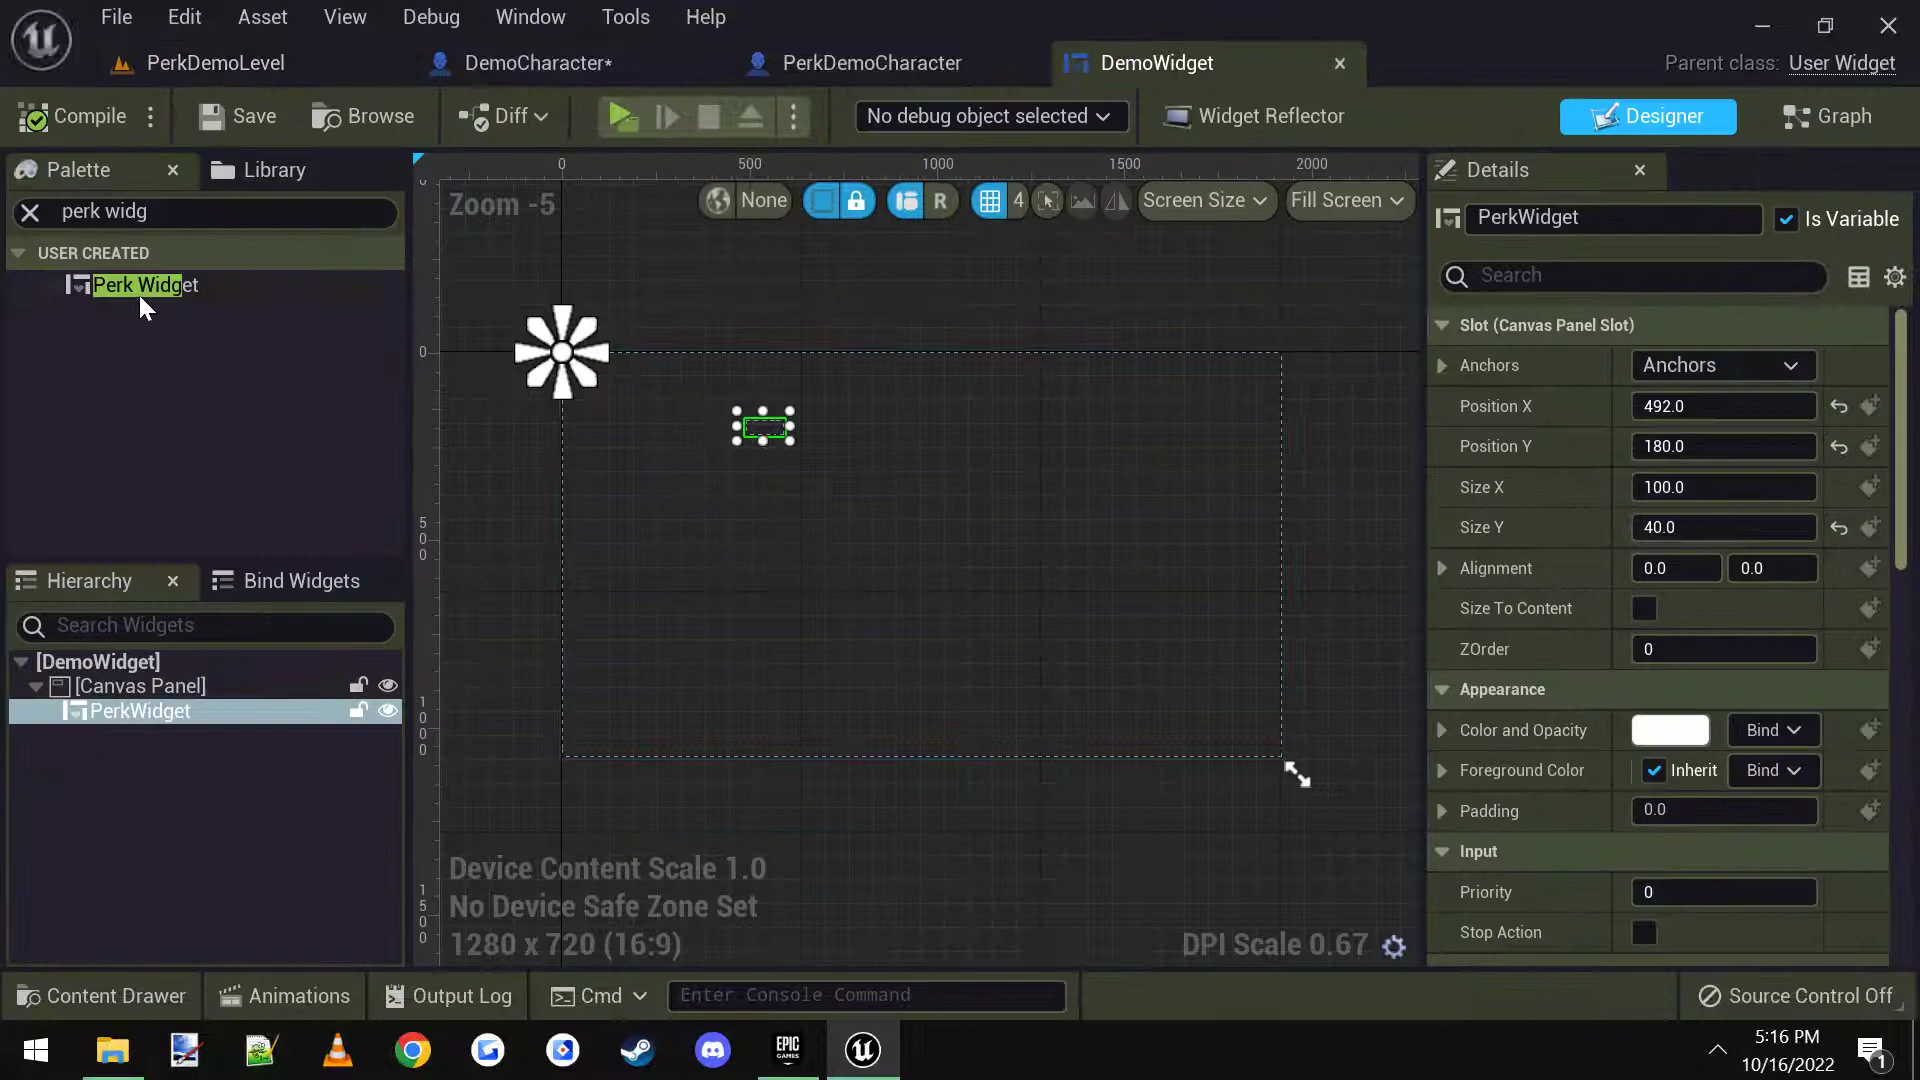 File Edit Asset View Debug Window Tools Help
PerkDemoLevel DemoCharacter* PerkDemoCharacter DemoWidget Parent class: User Widget
Compile Save Browse Diff No debug object selected Widget Reflector Designer Graph
Palette Library
perk widg
USER CREATED
Perk Widget
0 500 1000 1500 2000
Zoom -5 None R 4 Screen Size Fill Screen
0
500
1000
1500
Device Content Scale 1.0
No Device Safe Zone Set
1280 x 720 (16:9)
DPI Scale 0.67
Hierarchy Bind Widgets
Search Widgets
[DemoWidget]
[Canvas Panel]
PerkWidget
Details
PerkWidget Is Variable
Search
Slot (Canvas Panel Slot)
Anchors Anchors
Position X 492.0
Position Y 180.0
Size X 100.0
Size Y 40.0
Alignment 0.0 0.0
Size To Content
ZOrder 0
Appearance
Color and Opacity Bind
Foreground Color Inherit Bind
Padding 0.0
Input
Priority 0
Stop Action
Content Drawer Animations Output Log Cmd Enter Console Command Source Control Off
EPIC GAMES
5:16 PM
10/16/2022
1